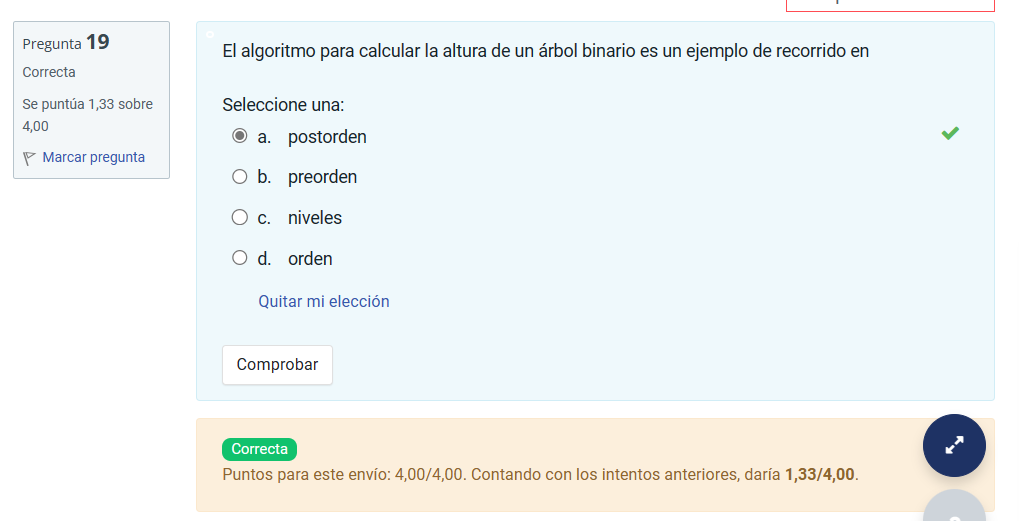 Pregunta 19
Correcta
Se puntúa 1,33 sobre
4,00
Marcar pregunta
El algoritmo para calcular la altura de un árbol binario es un ejemplo de recorrido en
Seleccione una:
a. postorden
b. preorden
c. niveles
d. orden
Quitar mi elección
Comprobar
Correcta
Puntos para este envío: 4,00/4,00. Contando con los intentos anteriores, daría 1,33/4,00.